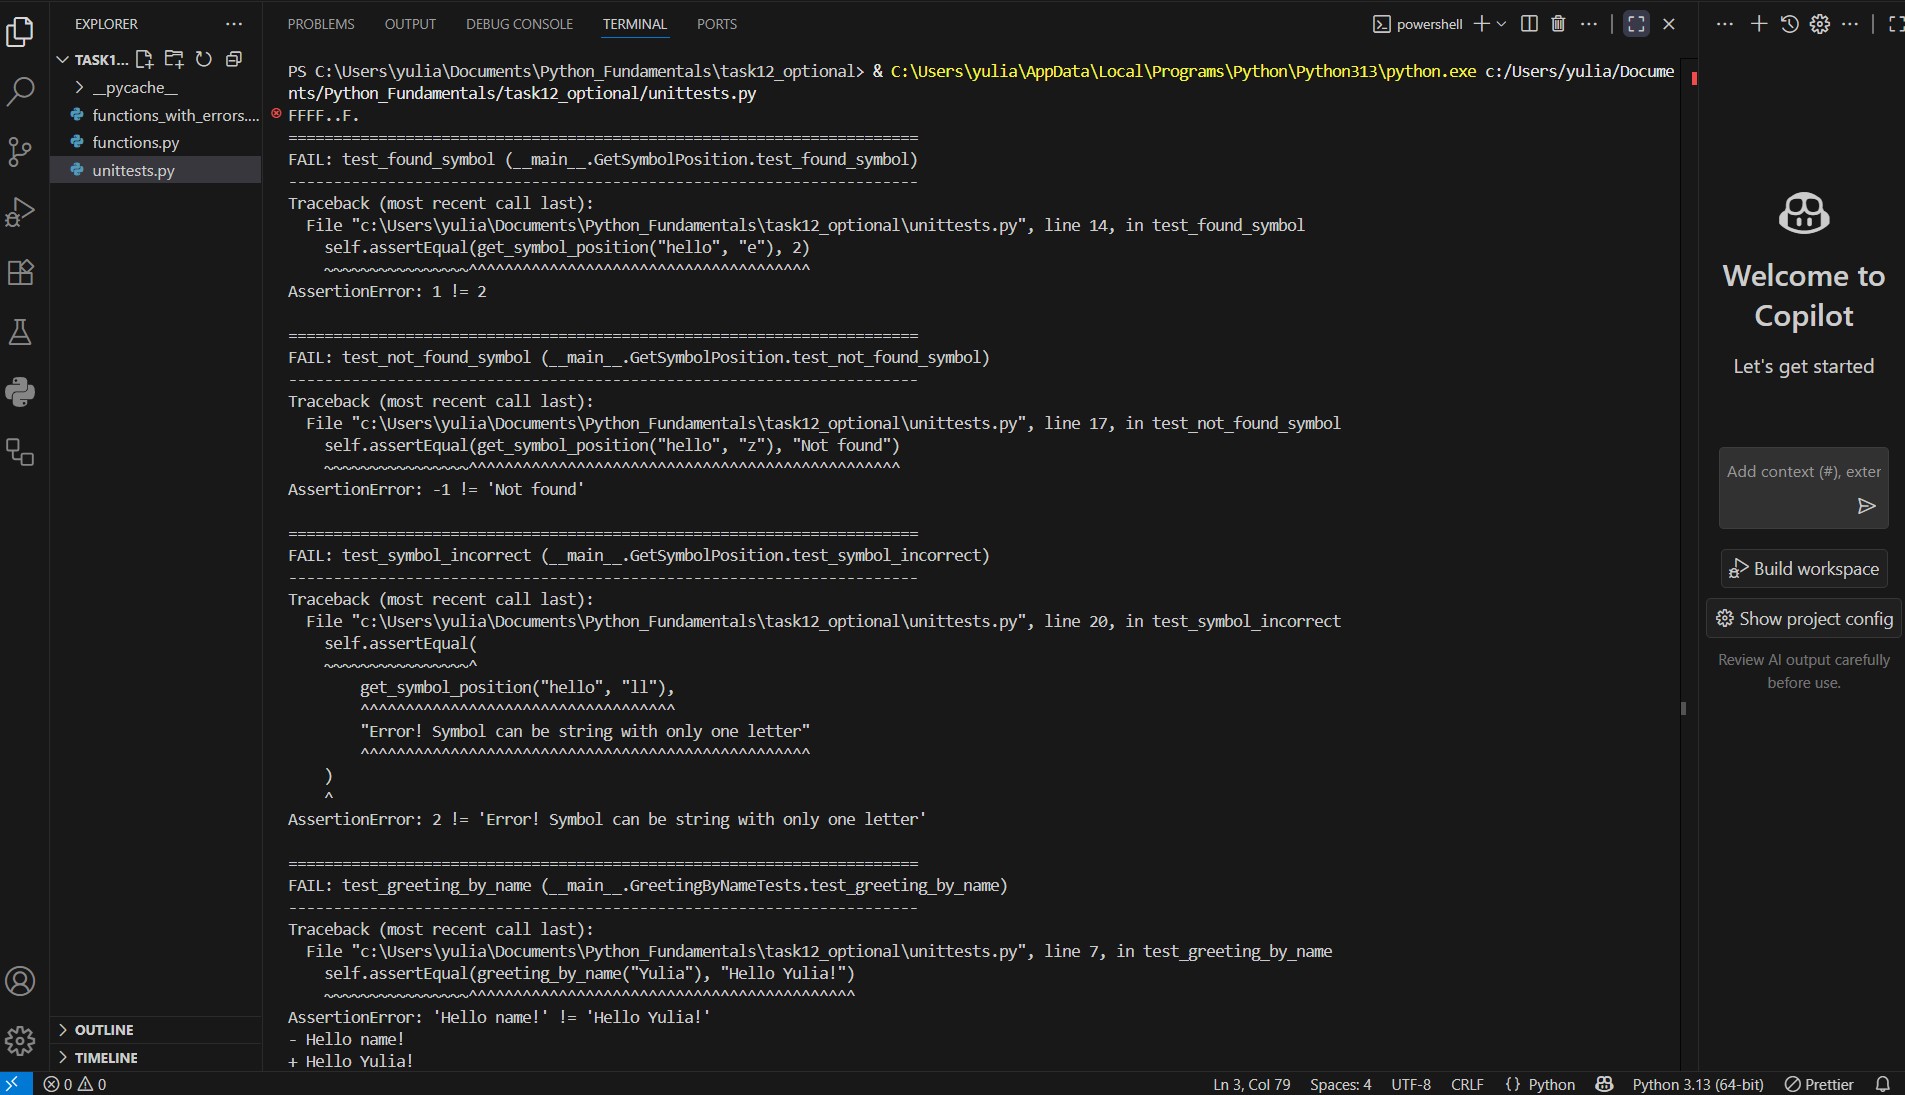 EXPLORER
TASK1...
__pycache__
functions_with_errors....
functions.py
unittests.py
OUTLINE
TIMELINE
PROBLEMS OUTPUT DEBUG CONSOLE TERMINAL PORTS
powershell
PS C:\Users\yulia\Documents\Python_Fundamentals\task12_optional> & C:\Users\yulia\AppData\Local\Programs\Python\Python313\python.exe c:/Users/yulia/Docume
nts/Python_Fundamentals/task12_optional/unittests.py
FFFF..F.
======================================================================
FAIL: test_found_symbol (__main__.GetSymbolPosition.test_found_symbol)
----------------------------------------------------------------------
Traceback (most recent call last):
  File "c:\Users\yulia\Documents\Python_Fundamentals\task12_optional\unittests.py", line 14, in test_found_symbol
    self.assertEqual(get_symbol_position("hello", "e"), 2)
    ~~~~~~~~~~~~~~~~^^^^^^^^^^^^^^^^^^^^^^^^^^^^^^^^^^^^^^
AssertionError: 1 != 2
======================================================================
FAIL: test_not_found_symbol (__main__.GetSymbolPosition.test_not_found_symbol)
----------------------------------------------------------------------
Traceback (most recent call last):
  File "c:\Users\yulia\Documents\Python_Fundamentals\task12_optional\unittests.py", line 17, in test_not_found_symbol
    self.assertEqual(get_symbol_position("hello", "z"), "Not found")
    ~~~~~~~~~~~~~~~~^^^^^^^^^^^^^^^^^^^^^^^^^^^^^^^^^^^^^^^^^^^^^^^^
AssertionError: -1 != 'Not found'
======================================================================
FAIL: test_symbol_incorrect (__main__.GetSymbolPosition.test_symbol_incorrect)
----------------------------------------------------------------------
Traceback (most recent call last):
  File "c:\Users\yulia\Documents\Python_Fundamentals\task12_optional\unittests.py", line 20, in test_symbol_incorrect
    self.assertEqual(
    ~~~~~~~~~~~~~~~~^
        get_symbol_position("hello", "ll"),
        ^^^^^^^^^^^^^^^^^^^^^^^^^^^^^^^^^^^
        "Error! Symbol can be string with only one letter"
        ^^^^^^^^^^^^^^^^^^^^^^^^^^^^^^^^^^^^^^^^^^^^^^^^^^
    )
    ^
AssertionError: 2 != 'Error! Symbol can be string with only one letter'
======================================================================
FAIL: test_greeting_by_name (__main__.GreetingByNameTests.test_greeting_by_name)
----------------------------------------------------------------------
Traceback (most recent call last):
  File "c:\Users\yulia\Documents\Python_Fundamentals\task12_optional\unittests.py", line 7, in test_greeting_by_name
    self.assertEqual(greeting_by_name("Yulia"), "Hello Yulia!")
    ~~~~~~~~~~~~~~~~^^^^^^^^^^^^^^^^^^^^^^^^^^^^^^^^^^^^^^^^^^^
AssertionError: 'Hello name!' != 'Hello Yulia!'
- Hello name!
+ Hello Yulia!
Welcome to
Copilot
Let's get started
Add context (#), exter
Build workspace
Show project config
Review AI output carefully
before use.
0 0 Ln 3, Col 79 Spaces: 4 UTF-8 CRLF {} Python Python 3.13 (64-bit) Prettier